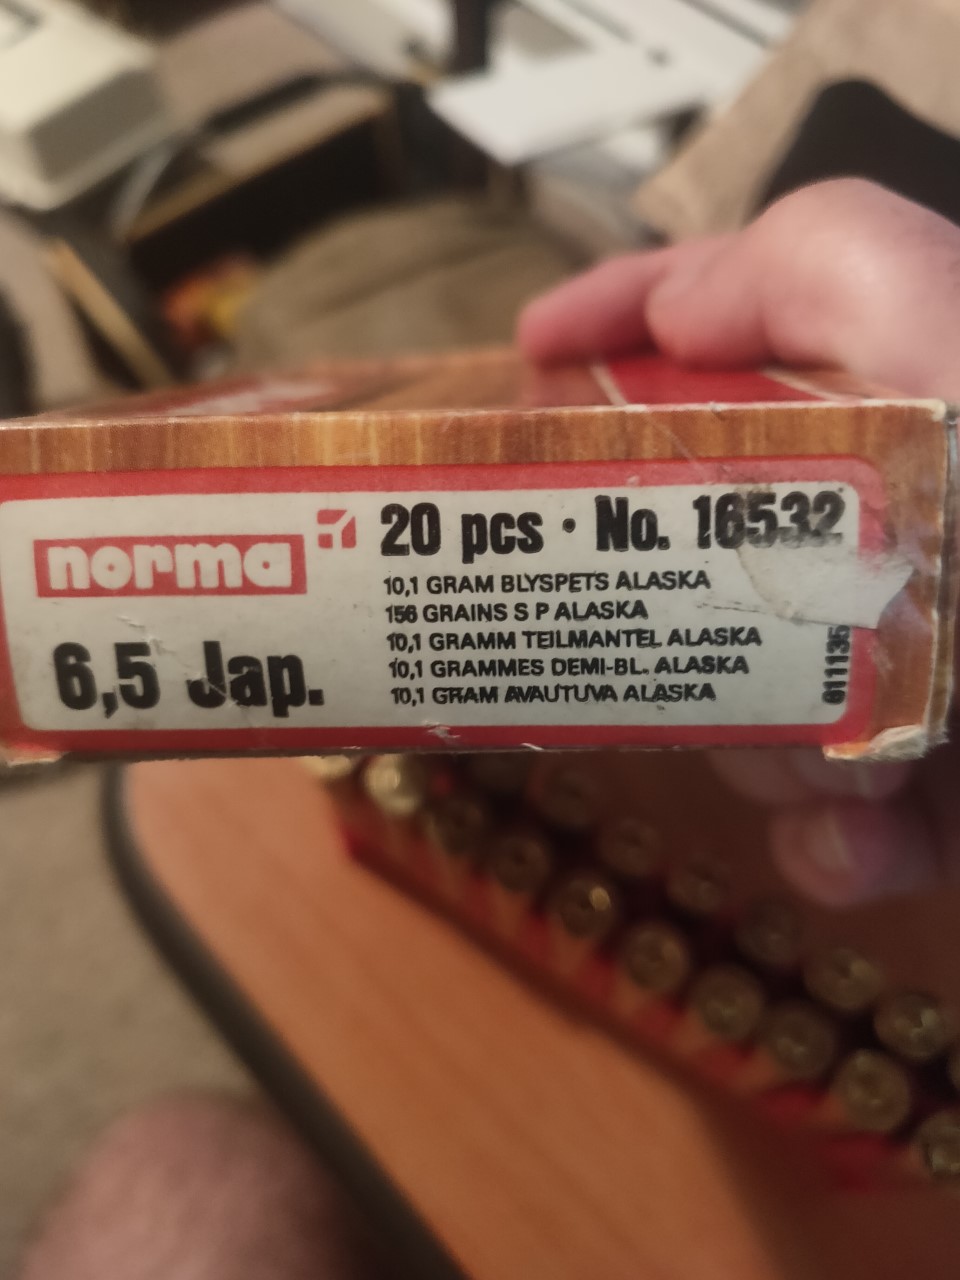 norma
6,5 Jap.
20 pcs · No. 16532
10,1 GRAM BLYSPETS ALASKA
156 GRAINS S P ALASKA
10,1 GRAMM TEILMANTEL ALASKA
10,1 GRAMMES DEMI-BL. ALASKA
10,1 GRAM AVAUTUVA ALASKA